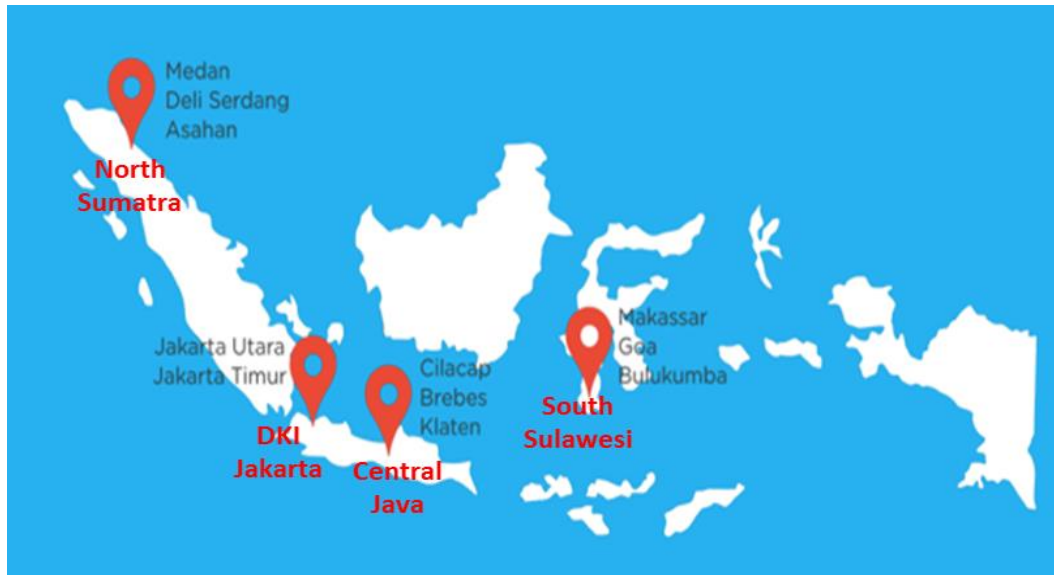 Medan
Deli Serdang
Asahan
North
Sumatra
Jakarta Utara
Jakarta Timur
DKI
Jakarta
Cilacap
Brebes
Klaten
Central
Java
Makassar
Goa
Bulukumba
South
Sulawesi